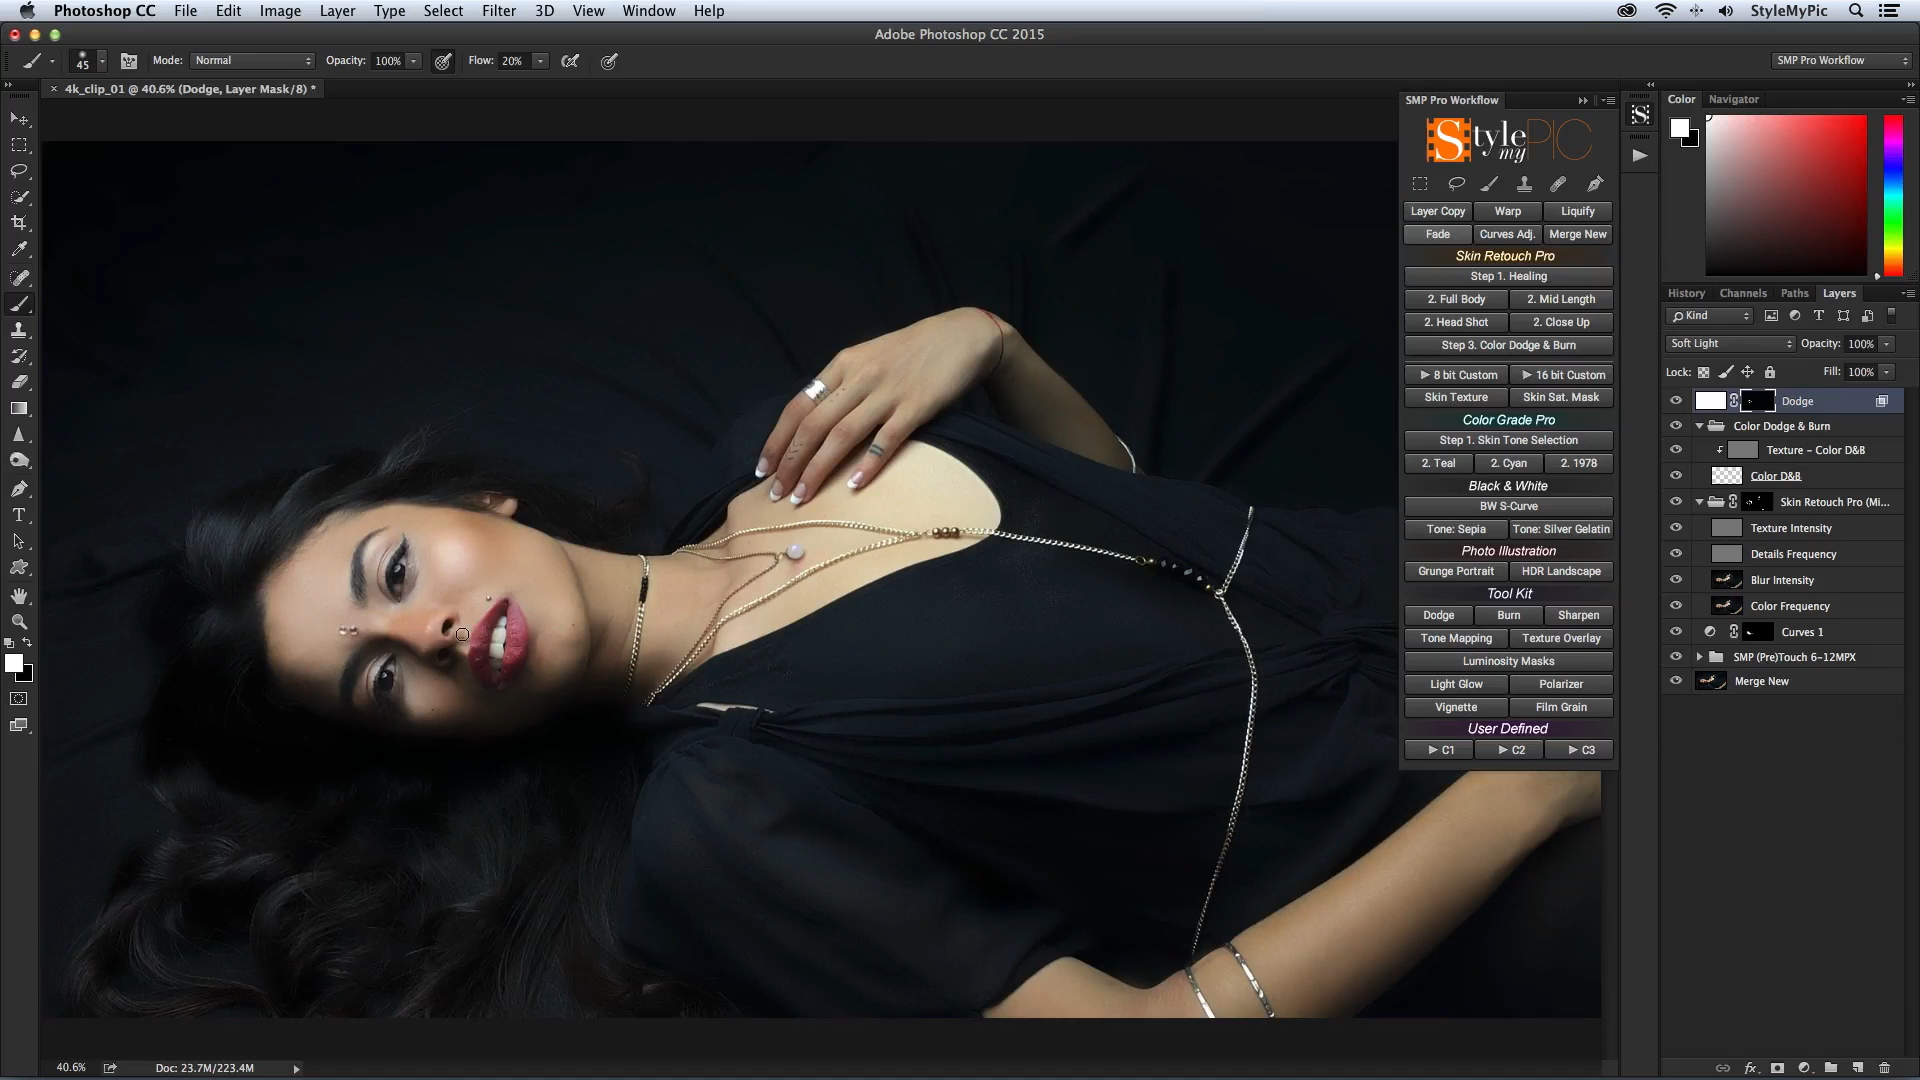 Photoshop CC File Edit Image Layer Type Select Filter 3D View Window Help StyleMyPic
Adobe Photoshop CC 2015
45 Mode: Normal Opacity: 100% Flow: 20% SMP Pro Workflow
4k_clip_01 @ 40.6% (Dodge, Layer Mask/8) *
SMP Pro Workflow
Style my PIC
Layer Copy Warp Liquify
Fade Curves Adj. Merge New
Skin Retouch Pro
Step 1. Healing
2. Full Body 2. Mid Length
2. Head Shot 2. Close Up
Step 3. Color Dodge & Burn
8 bit Custom 16 bit Custom
Skin Texture Skin Sat. Mask
Color Grade Pro
Step 1. Skin Tone Selection
2. Teal 2. Cyan 2. 1978
Black & White
BW S-Curve
Tone: Sepia Tone: Silver Gelatin
Photo Illustration
Grunge Portrait HDR Landscape
Tool Kit
Dodge Burn Sharpen
Tone Mapping Texture Overlay
Luminosity Masks
Light Glow Polarizer
Vignette Film Grain
User Defined
C1 C2 C3
S
Color Navigator
History Channels Paths Layers
Kind
Soft Light Opacity: 100%
Lock: Fill: 100%
Dodge
Color Dodge & Burn
Texture - Color D&B
Color D&B
Skin Retouch Pro (Mi...
Texture Intensity
Details Frequency
Blur Intensity
Color Frequency
Curves 1
SMP (Pre)Touch 6-12MPX
Merge New
40.6% Doc: 23.7M/223.4M